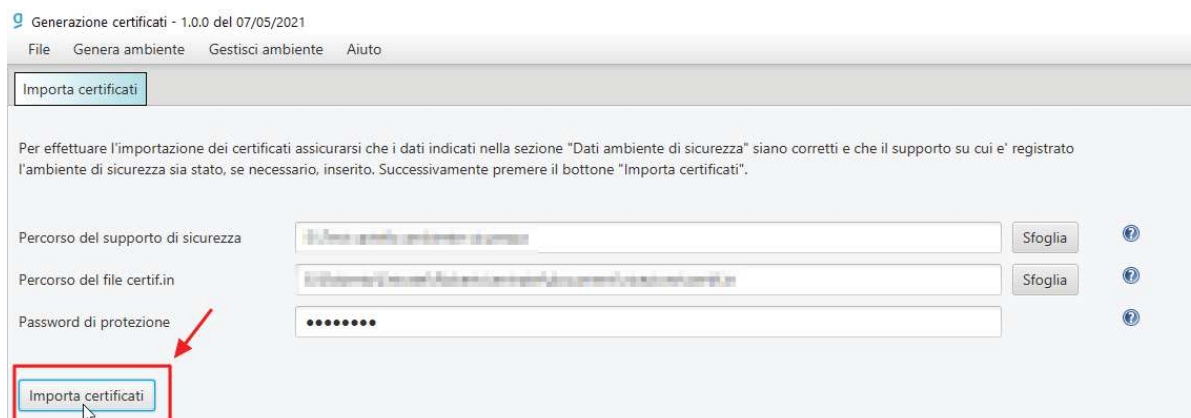 Generazione certificati - 1.0.0 del 07/05/2021
File Genera ambiente Gestisci ambiente Aiuto
Importa certificati
Per effettuare l'importazione dei certificati assicurarsi che i dati indicati nella sezione "Dati ambiente di sicurezza" siano corretti e che il supporto su cui e' registrato
l'ambiente di sicurezza sia stato, se necessario, inserito. Successivamente premere il bottone "Importa certificati".
Percorso del supporto di sicurezza Sfoglia
Percorso del file certif.in Sfoglia
Password di protezione ●●●●●●●●
Importa certificati